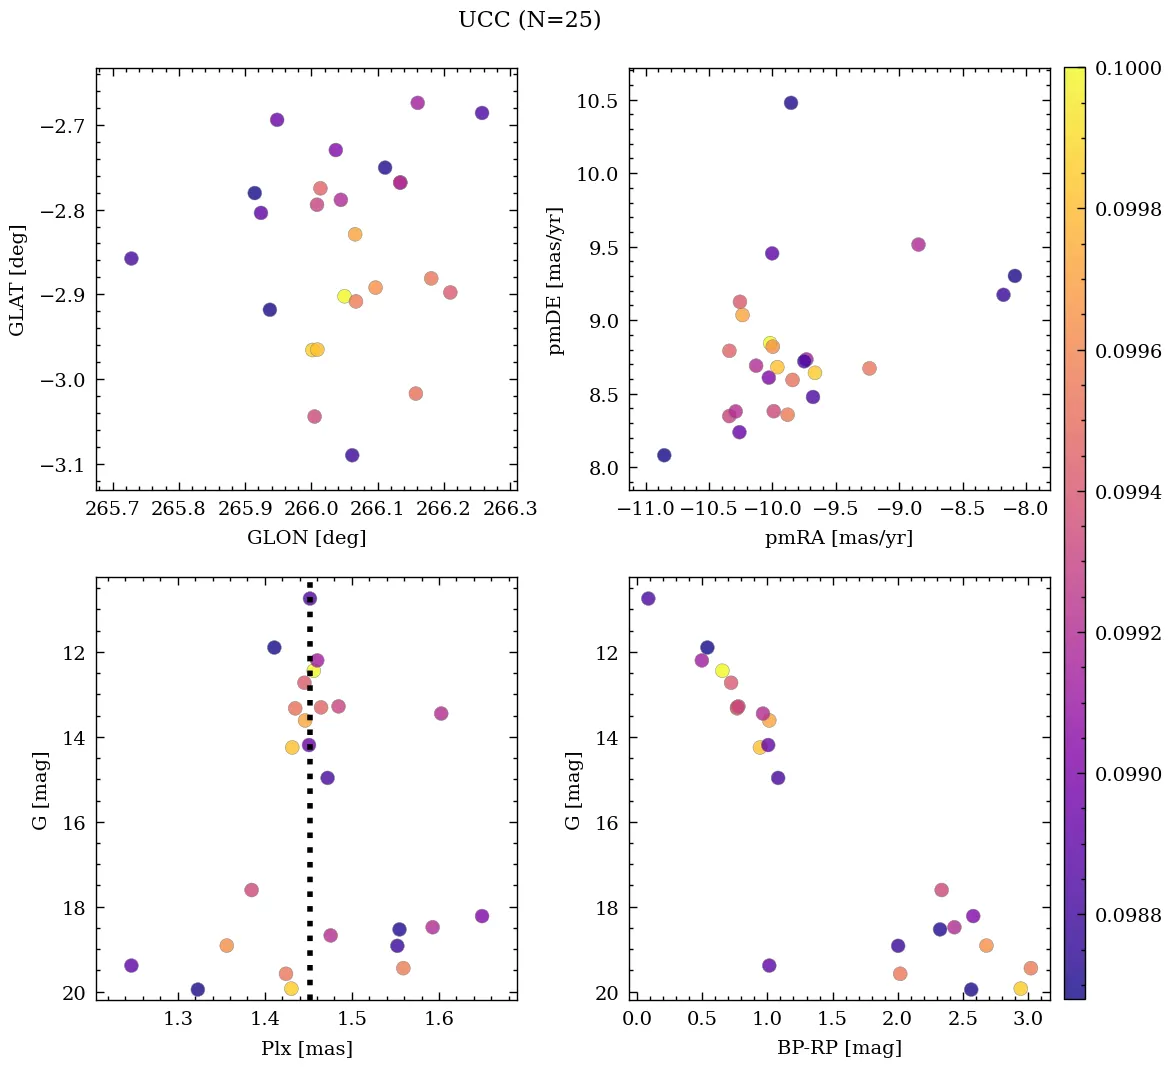 UCC (N=25)
−2.7
−2.8
−2.9
−3.0
−3.1
GLAT [deg]
265.7 265.8 265.9 266.0 266.1 266.2 266.3
GLON [deg]
10.5
10.0
9.5
9.0
8.5
8.0
pmDE [mas/yr]
−11.0 −10.5 −10.0 −9.5 −9.0 −8.5 −8.0
pmRA [mas/yr]
12
14
16
18
20
G [mag]
1.3 1.4 1.5 1.6
Plx [mas]
12
14
16
18
20
G [mag]
0.0 0.5 1.0 1.5 2.0 2.5 3.0
BP-RP [mag]
0.1000
0.0998
0.0996
0.0994
0.0992
0.0990
0.0988